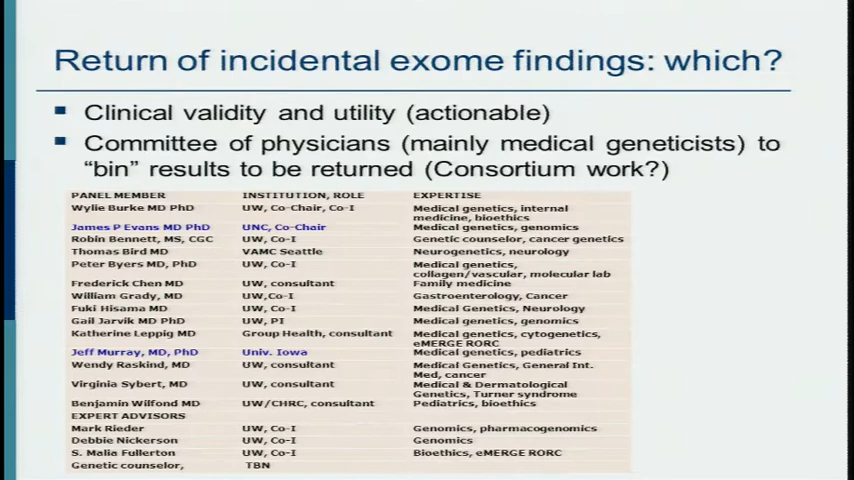 Return of incidental exome findings: which?
Clinical validity and utility (actionable)
Committee of physicians (mainly medical geneticists) to
“bin” results to be returned (Consortium work?)
PANEL MEMBER INSTITUTION, ROLE EXPERTISE
Wylie Burke MD PhD UW, Co-Chair, Co-I Medical genetics, internal
medicine, bioethics
James P Evans MD PhD UNC, Co-Chair Medical genetics, genomics
Robin Bennett, MS, CGC UW, Co-I Genetic counselor, cancer genetics
Thomas Bird MD VAMC Seattle Neurogenetics, neurology
Peter Byers MD, PhD UW, Co-I Medical genetics,
collagen/vascular, molecular lab
Frederick Chen MD UW, consultant Family medicine
William Grady, MD UW,Co-I Gastroenterology, Cancer
Fuki Hisama MD UW, Co-I Medical Genetics, Neurology
Gail Jarvik MD PhD UW, PI Medical genetics, genomics
Katherine Leppig MD Group Health, consultant Medical genetics, cytogenetics,
eMERGE RORC
Jeff Murray, MD, PhD Univ. Iowa Medical genetics, pediatrics
Wendy Raskind, MD UW, consultant Medical Genetics, General Int.
Med, cancer
Virginia Sybert, MD UW, consultant Medical & Dermatological
Genetics, Turner syndrome
Benjamin Wilfond MD UW/CHRC, consultant Pediatrics, bioethics
EXPERT ADVISORS
Mark Rieder UW, Co-I Genomics, pharmacogenomics
Debbie Nickerson UW, Co-I Genomics
S. Malia Fullerton UW, Co-I Bioethics, eMERGE RORC
Genetic counselor, TBN